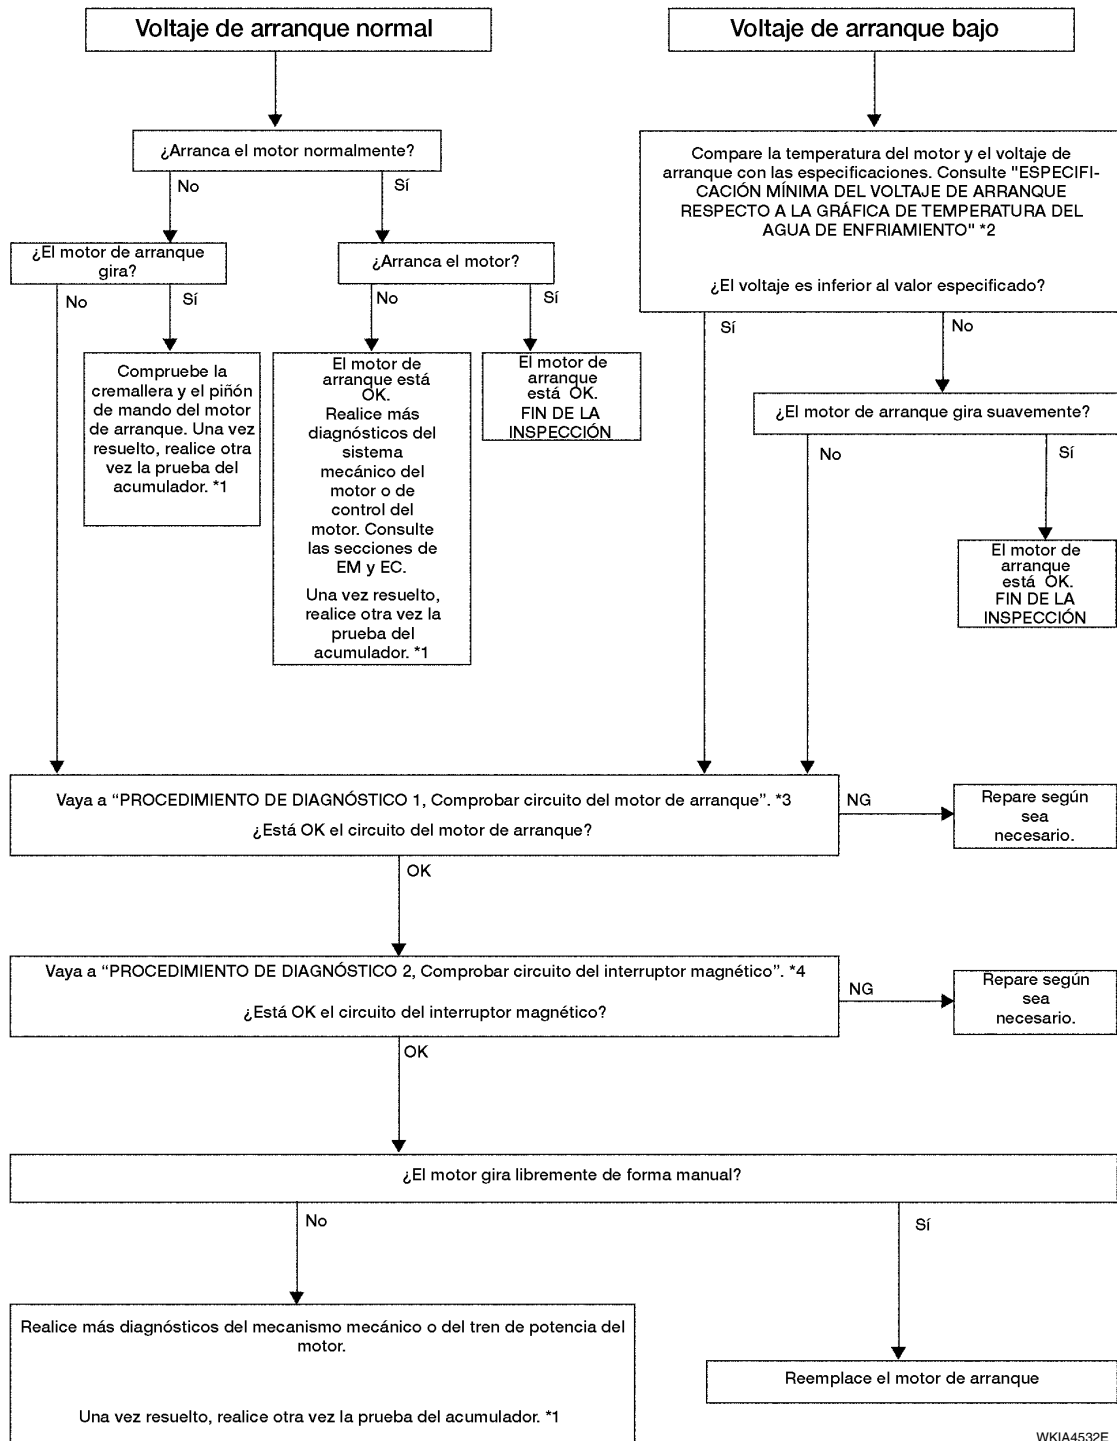 Voltaje de arranque normal
Voltaje de arranque bajo
¿Arranca el motor normalmente?
No
Sí
¿El motor de arranque
gira?
No
Sí
¿Arranca el motor?
No
Sí
Compruebe la
cremallera y el piñón
de mando del motor
de arranque. Una vez
resuelto, realice otra
vez la prueba del
acumulador. *1
El motor de
arranque está
OK.
Realice más
diagnósticos del
sistema
mecánico del
motor o de
control del
motor. Consulte
las secciones de
EM y EC.
Una vez resuelto,
realice otra vez la
prueba del
acumulador. *1
El motor de
arranque
está OK.
FIN DE LA
INSPECCIÓN
Compare la temperatura del motor y el voltaje de
arranque con las especificaciones. Consulte "ESPECIFI-
CACIÓN MÍNIMA DEL VOLTAJE DE ARRANQUE
RESPECTO A LA GRÁFICA DE TEMPERATURA DEL
AGUA DE ENFRIAMIENTO" *2
¿El voltaje es inferior al valor especificado?
Sí
No
¿El motor de arranque gira suavemente?
No
Sí
El motor de
arranque
está OK.
FIN DE LA
INSPECCIÓN
Vaya a “PROCEDIMIENTO DE DIAGNÓSTICO 1, Comprobar circuito del motor de arranque”. *3
¿Está OK el circuito del motor de arranque?
NG
Repare según
sea
necesario.
OK
Vaya a “PROCEDIMIENTO DE DIAGNÓSTICO 2, Comprobar circuito del interruptor magnético”. *4
¿Está OK el circuito del interruptor magnético?
NG
Repare según
sea
necesario.
OK
¿El motor gira libremente de forma manual?
No
Sí
Realice más diagnósticos del mecanismo mecánico o del tren de potencia del
motor.
Una vez resuelto, realice otra vez la prueba del acumulador. *1
Reemplace el motor de arranque
WKIA4532E